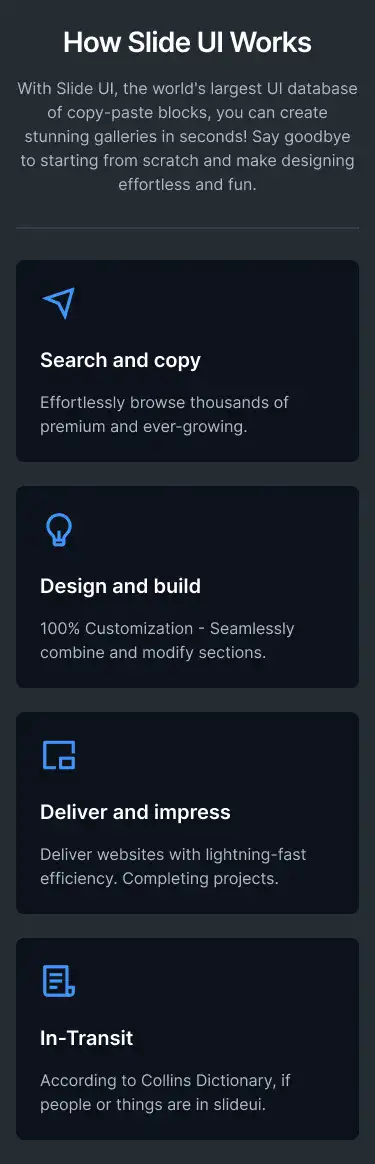 How Slide UI Works
With Slide UI, the world's largest UI database
of copy-paste blocks, you can create
stunning galleries in seconds! Say goodbye
to starting from scratch and make designing
effortless and fun.
Search and copy
Effortlessly browse thousands of
premium and ever-growing.
Design and build
100% Customization - Seamlessly
combine and modify sections.
Deliver and impress
Deliver websites with lightning-fast
efficiency. Completing projects.
In-Transit
According to Collins Dictionary, if
people or things are in slideui.